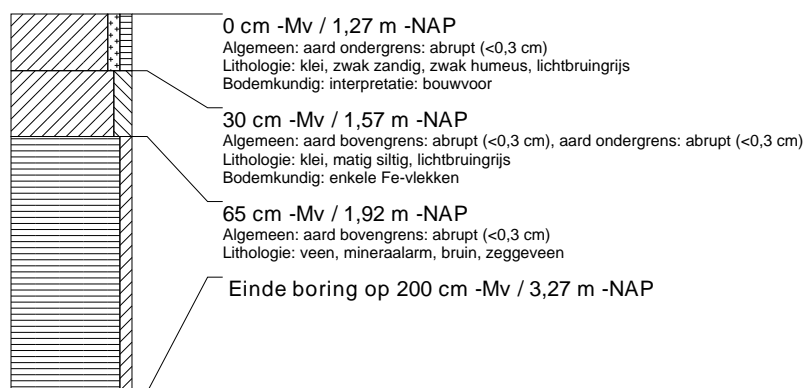 0 cm -Mv / 1,27 m -NAP
Algemeen: aard ondergrens: abrupt (<0,3 cm)
Lithologie: klei, zwak zandig, zwak humeus, lichtbruingrijs
Bodemkundig: interpretatie: bouwvoor
30 cm -Mv / 1,57 m -NAP
Algemeen: aard bovengrens: abrupt (<0,3 cm), aard ondergrens: abrupt (<0,3 cm)
Lithologie: klei, matig siltig, lichtbruingrijs
Bodemkundig: enkele Fe-vlekken
65 cm -Mv / 1,92 m -NAP
Algemeen: aard bovengrens: abrupt (<0,3 cm)
Lithologie: veen, mineraalarm, bruin, zeggeveen
Einde boring op 200 cm -Mv / 3,27 m -NAP